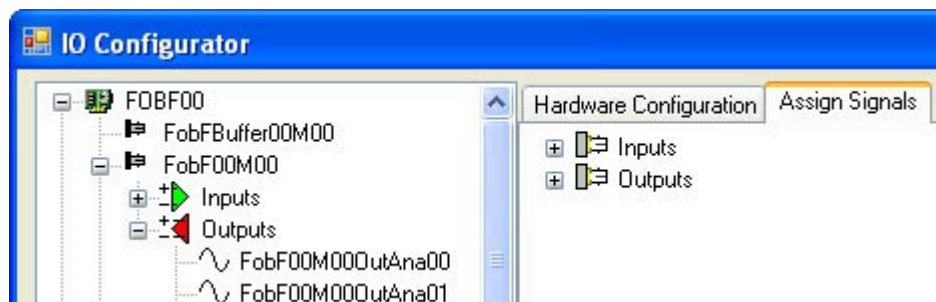 IO Configurator
FOBF00
FobFBuffer00M00
FobF00M00
Inputs
Outputs
FobF00M00OutAna00
FobF00M00OutAna01
Hardware Configuration
Assign Signals
Inputs
Outputs